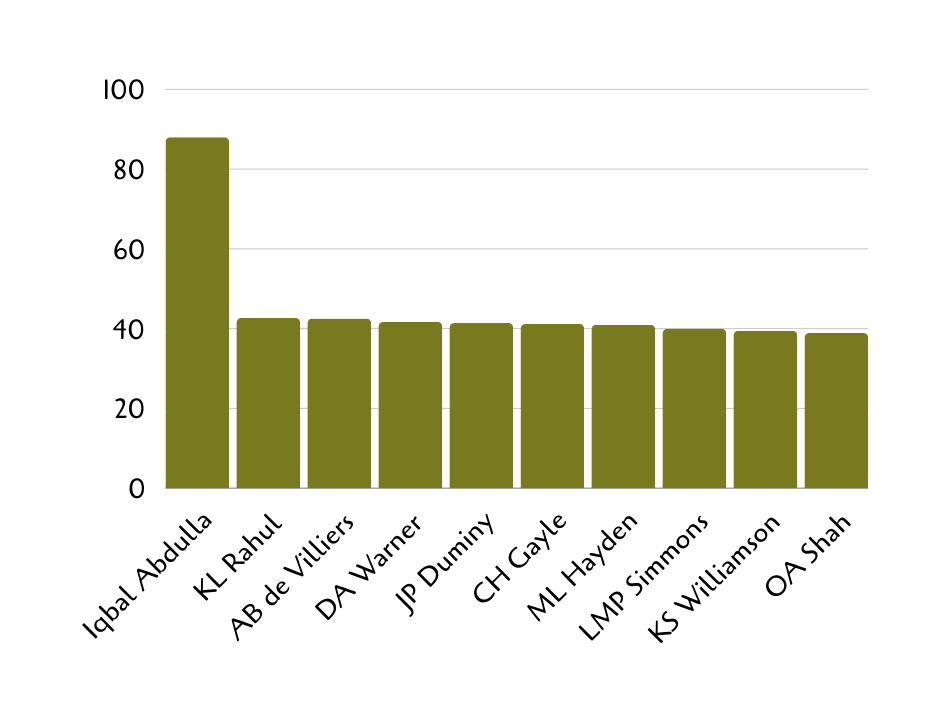 100
80
60
40
20
0
Iqbal Abdulla
KL Rahul
AB de Villiers
DA Warner
JP Duminy
CH Gayle
ML Hayden
LMP Simmons
KS Williamson
OA Shah